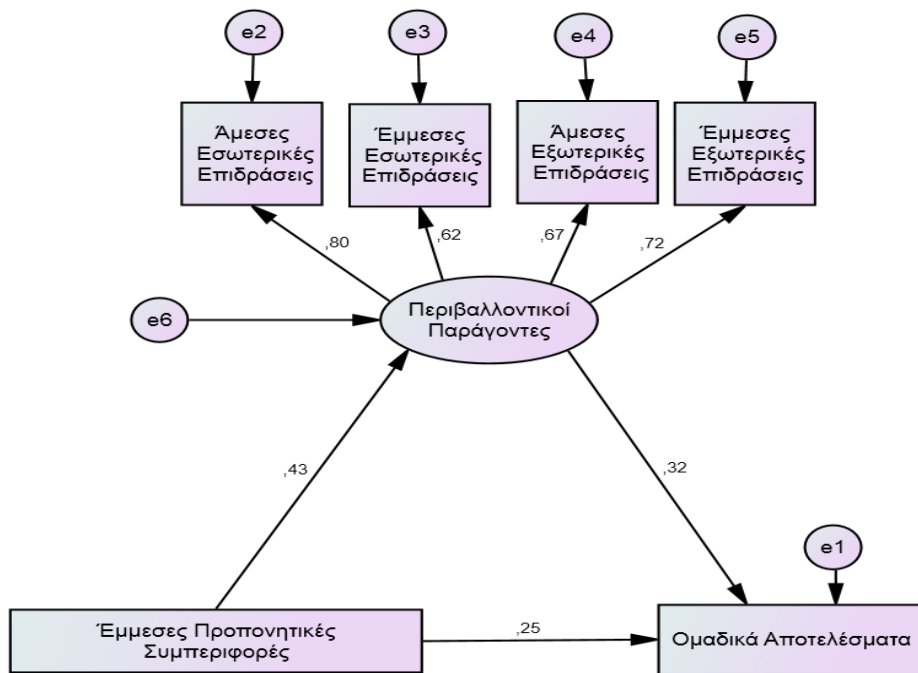 e2
e3
e4
e5
Άμεσες
Εσωτερικές
Επιδράσεις
Έμμεσες
Εσωτερικές
Επιδράσεις
Άμεσες
Εξωτερικές
Επιδράσεις
Έμμεσες
Εξωτερικές
Επιδράσεις
,80
,62
,67
,72
e6
Περιβαλλοντικοί
Παράγοντες
,43
,32
e1
Έμμεσες Προπονητικές
Συμπεριφορές
,25
Ομαδικά Αποτελέσματα